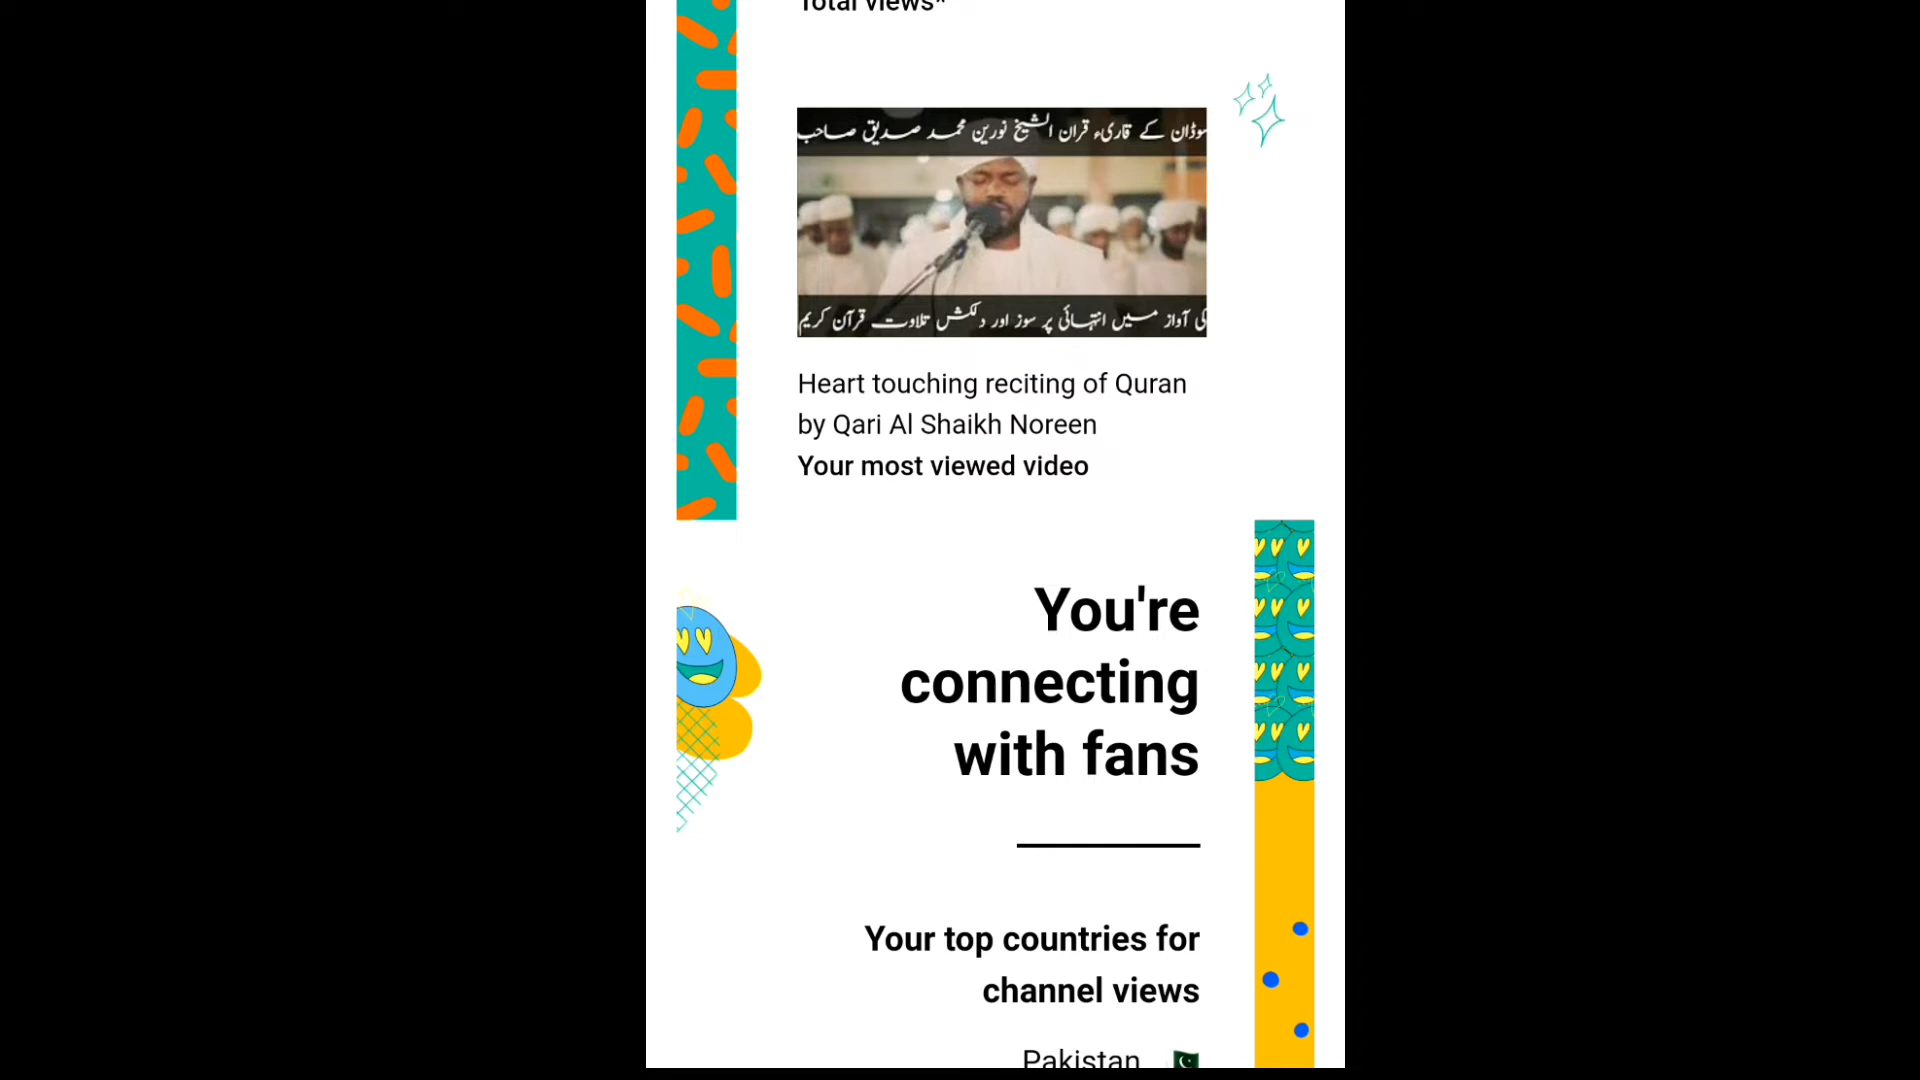 Total views*
سوڈان کے قاریء قران الشیخ نورین محمد صدیق صاحب
کی آواز میں انتہائی پر سوز اور دلکش تلاوت قرآن کریم
Heart touching reciting of Quran
by Qari Al Shaikh Noreen
Your most viewed video
You're
connecting
with fans
Your top countries for
channel views
Pakistan